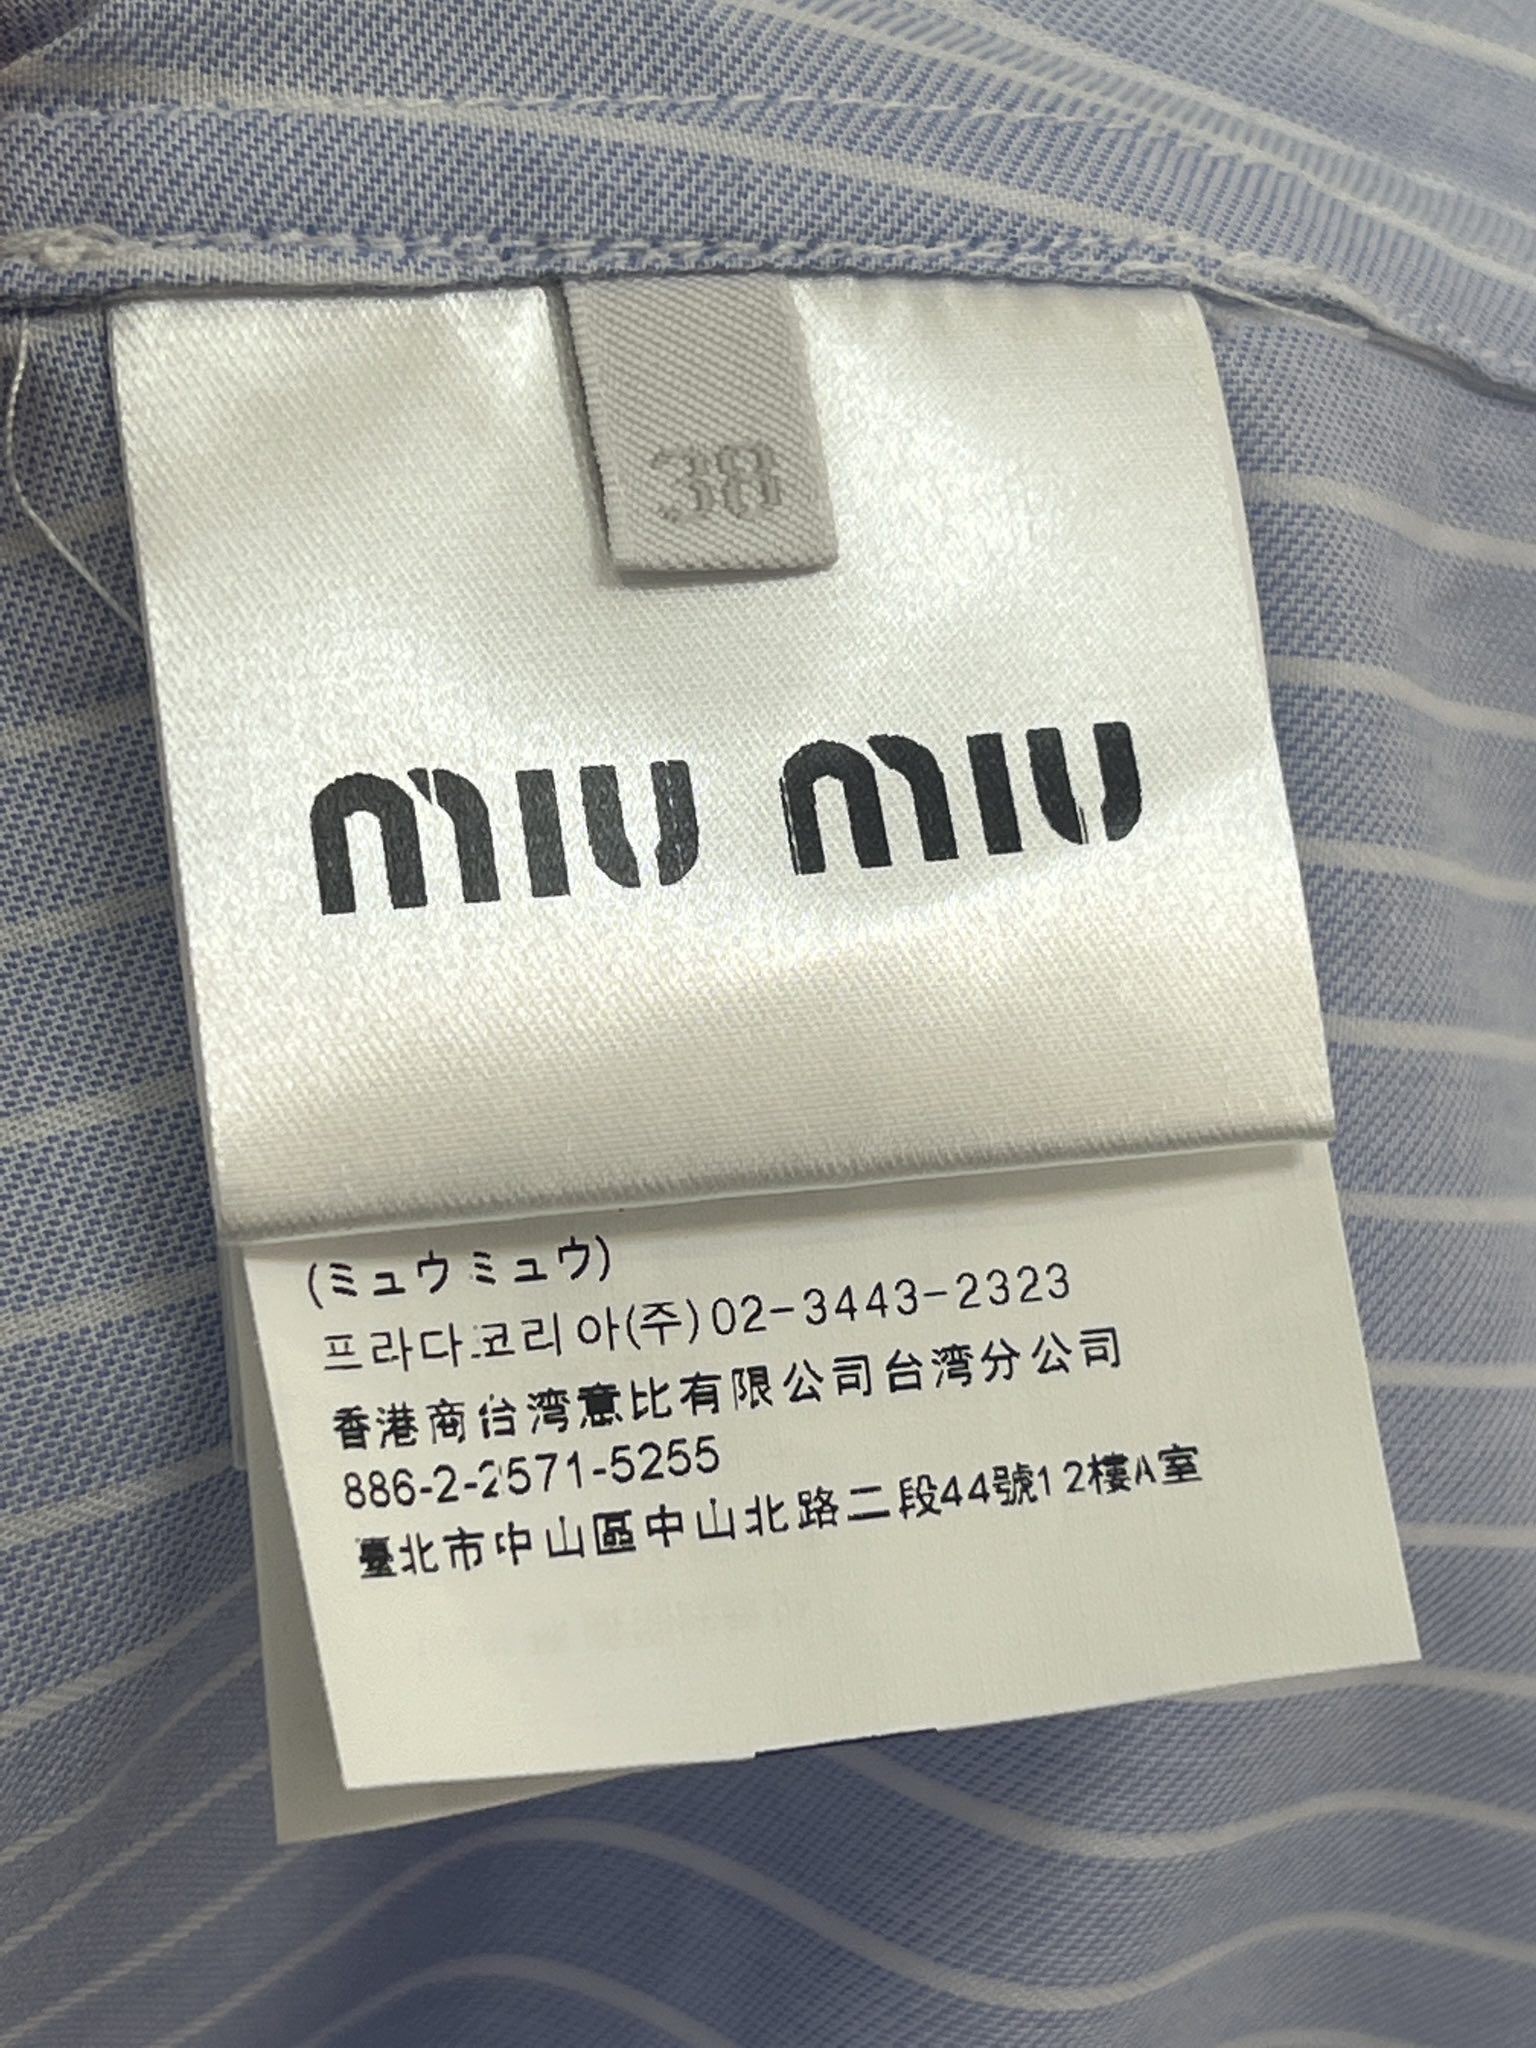 38
miu miu
(ミュウミュウ)
프라다코리아(주)02-3443-2323
香港商台湾意比有限公司台湾分公司
886-2-2571-5255
臺北市中山區中山北路二段44號12樓A室